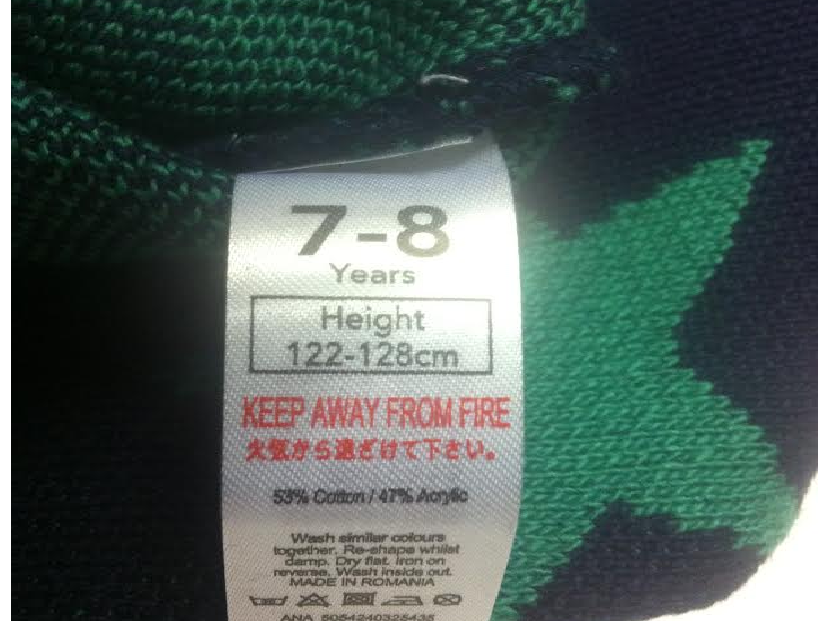 7-8
Years
Height
122-128cm
KEEP AWAY FROM FIRE
火気から遠ざけて下さい。
53% Cotton / 47% Acrylic
Wash similar colours
together. Re-shape whilst
damp. Dry flat. Iron on
reverse. Wash inside out.
MADE IN ROMANIA
ANA 5054240325435